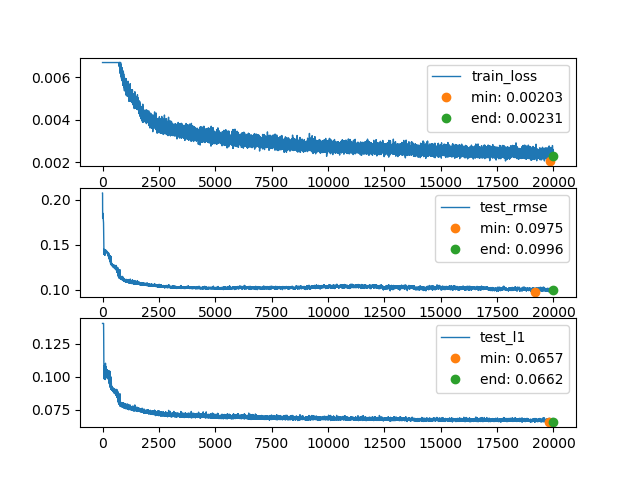 train_loss
min: 0.00203
end: 0.00231
0.006
0.004
0.002
0 2500 5000 7500 10000 12500 15000 17500 20000
test_rmse
min: 0.0975
end: 0.0996
0.20
0.15
0.10
0 2500 5000 7500 10000 12500 15000 17500 20000
test_l1
min: 0.0657
end: 0.0662
0.125
0.100
0.075
0 2500 5000 7500 10000 12500 15000 17500 20000